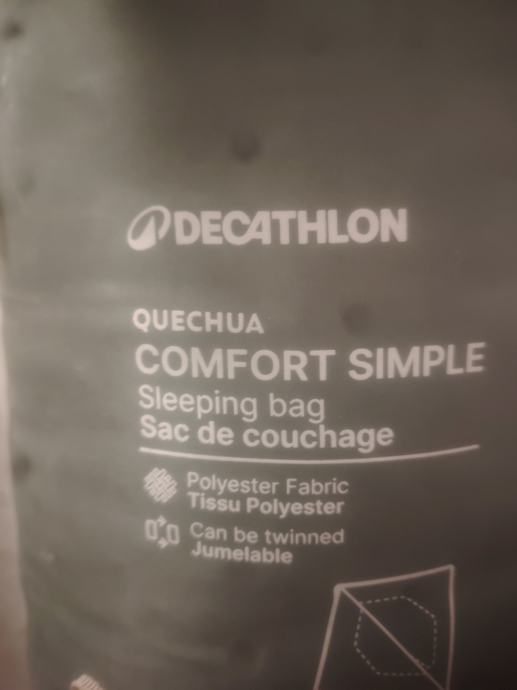 DECATHLON
QUECHUA
COMFORT SIMPLE
Sleeping bag
Sac de couchage
Polyester Fabric
Tissu Polyester
Can be twinned
Jumelable